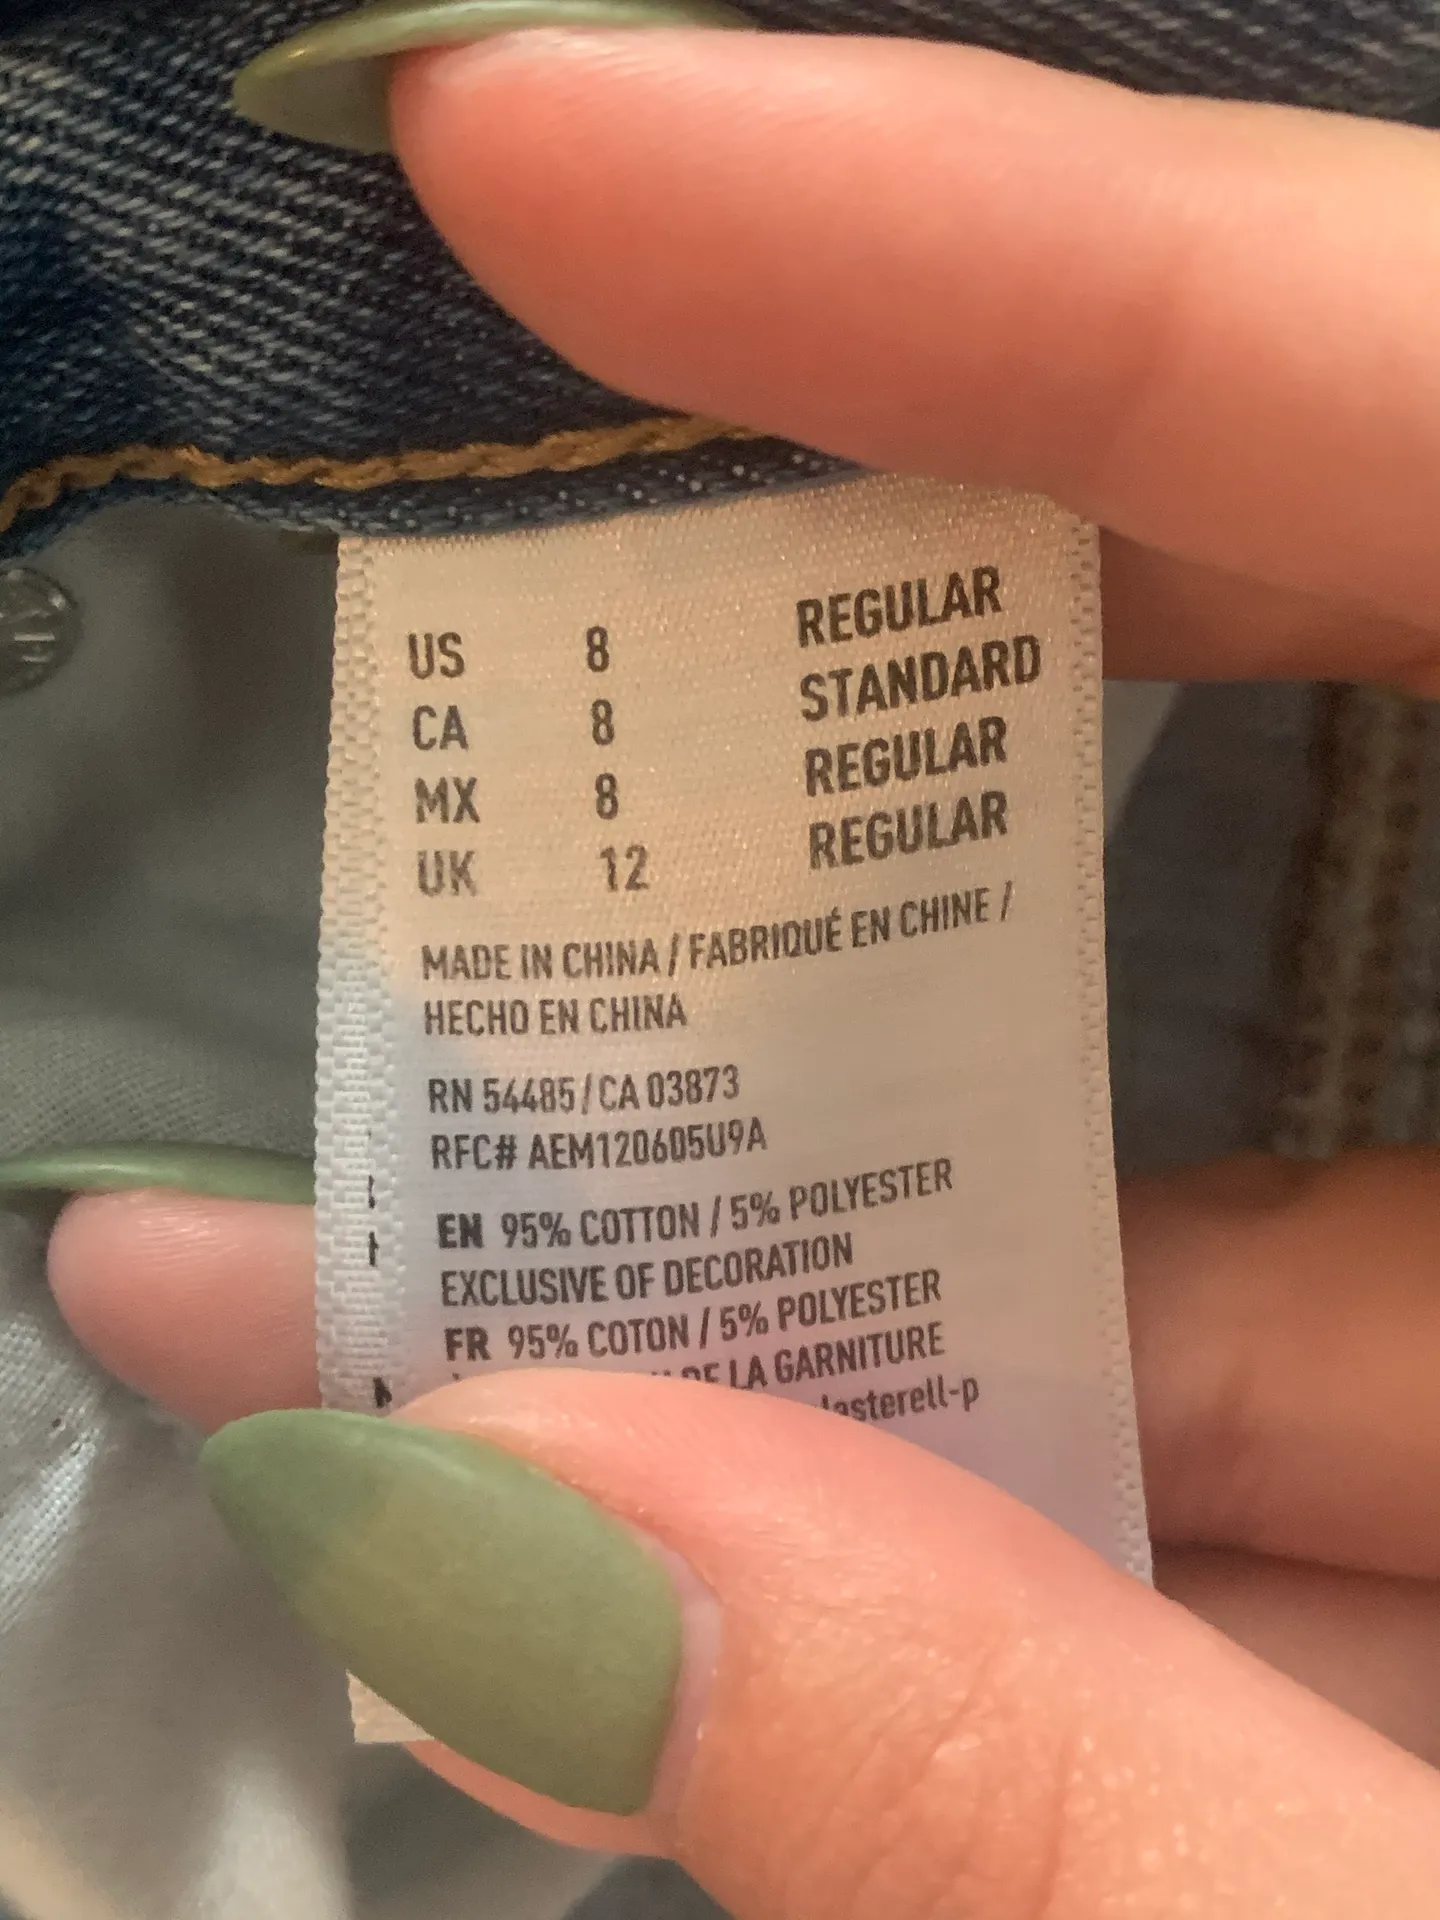 US 8 REGULAR
CA 8 STANDARD
MX 8 REGULAR
UK 12 REGULAR
MADE IN CHINA / FABRIQUÉ EN CHINE /
HECHO EN CHINA
RN 54485 / CA 03873
RFC# AEM120605U9A
EN 95% COTTON / 5% POLYESTER
EXCLUSIVE OF DECORATION
FR 95% COTON / 5% POLYESTER
DE LA GARNITURE